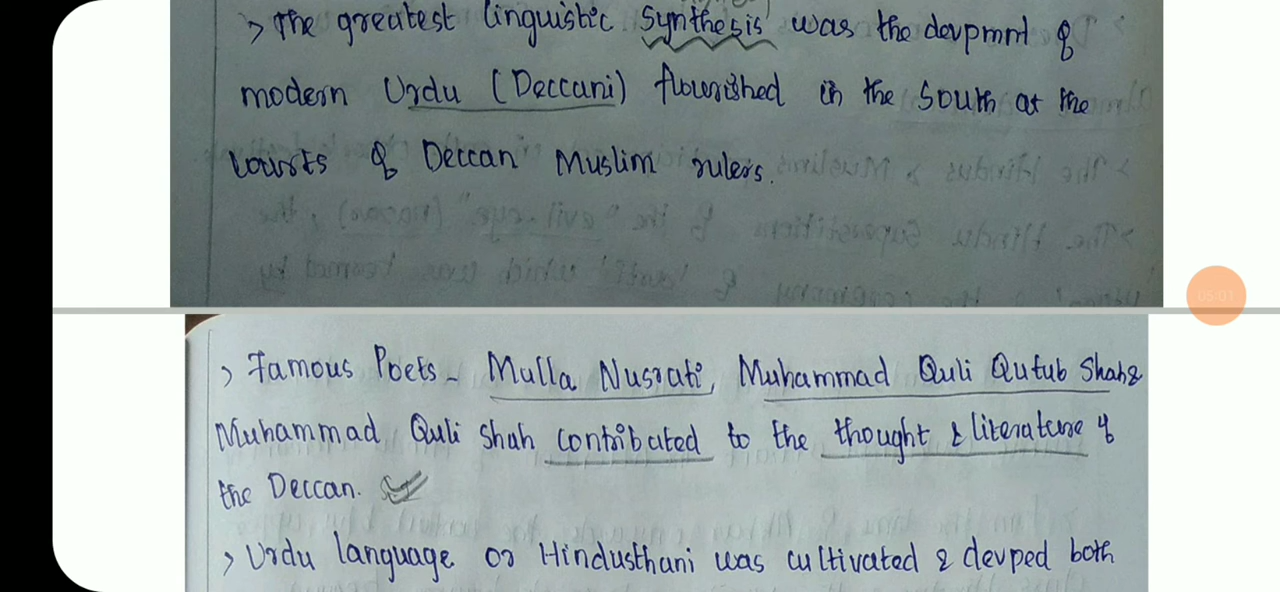 > The greatest linguistic synthesis was the devpmnt of
modern Urdu (Deccani) flourished in the South at the
courts of Deccan Muslim rulers.
> Famous Poets - Mulla Nusrati, Muhammad Quli Qutub Shah &
Muhammad Quli Shah contributed to the thought & literature of
the Deccan.
> Urdu language or Hindusthani was cultivated & devped both
05:01